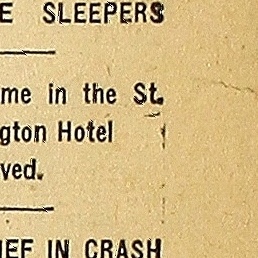 E SLEEPERS
me in the St.
gton Hotel
ved.
IEF IN CRASH